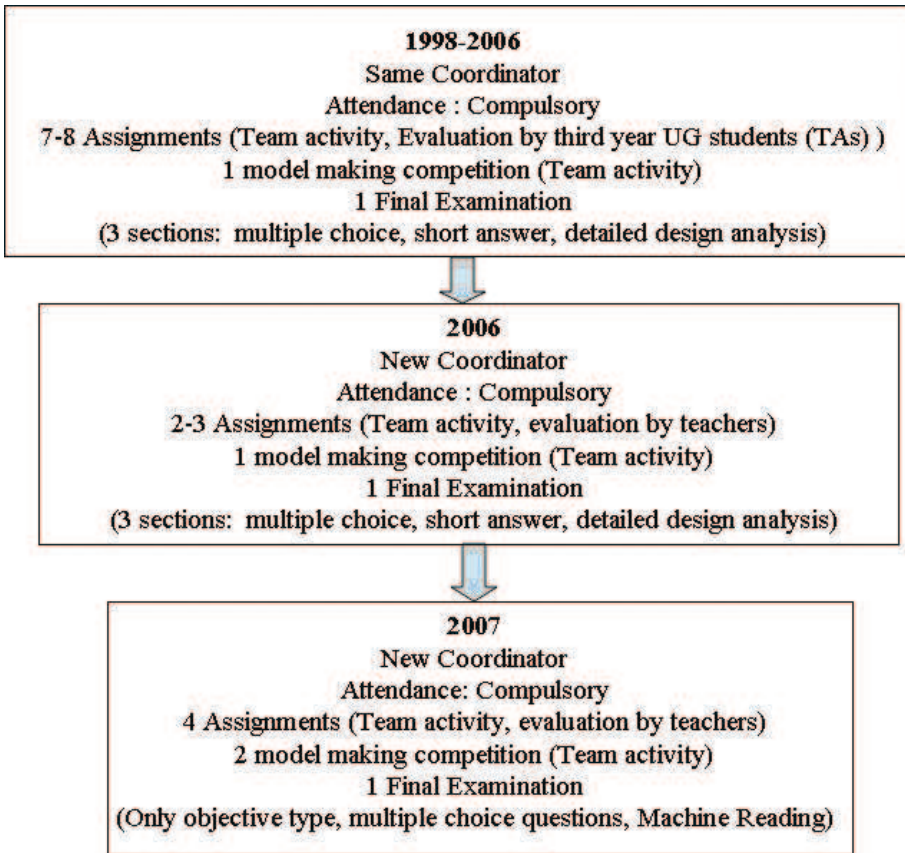 1998-2006
Same Coordinator
Attendance : Compulsory
7-8 Assignments (Team activity, Evaluation by third year UG students (TAs) )
1 model making competition (Team activity)
1 Final Examination
(3 sections:  multiple choice, short answer, detailed design analysis)
2006
New Coordinator
Attendance : Compulsory
2-3 Assignments (Team activity, evaluation by teachers)
1 model making competition (Team activity)
1 Final Examination
(3 sections:  multiple choice, short answer, detailed design analysis)
2007
New Coordinator
Attendance: Compulsory
4 Assignments (Team activity, evaluation by teachers)
2 model making competition (Team activity)
1 Final Examination
(Only objective type, multiple choice questions, Machine Reading)